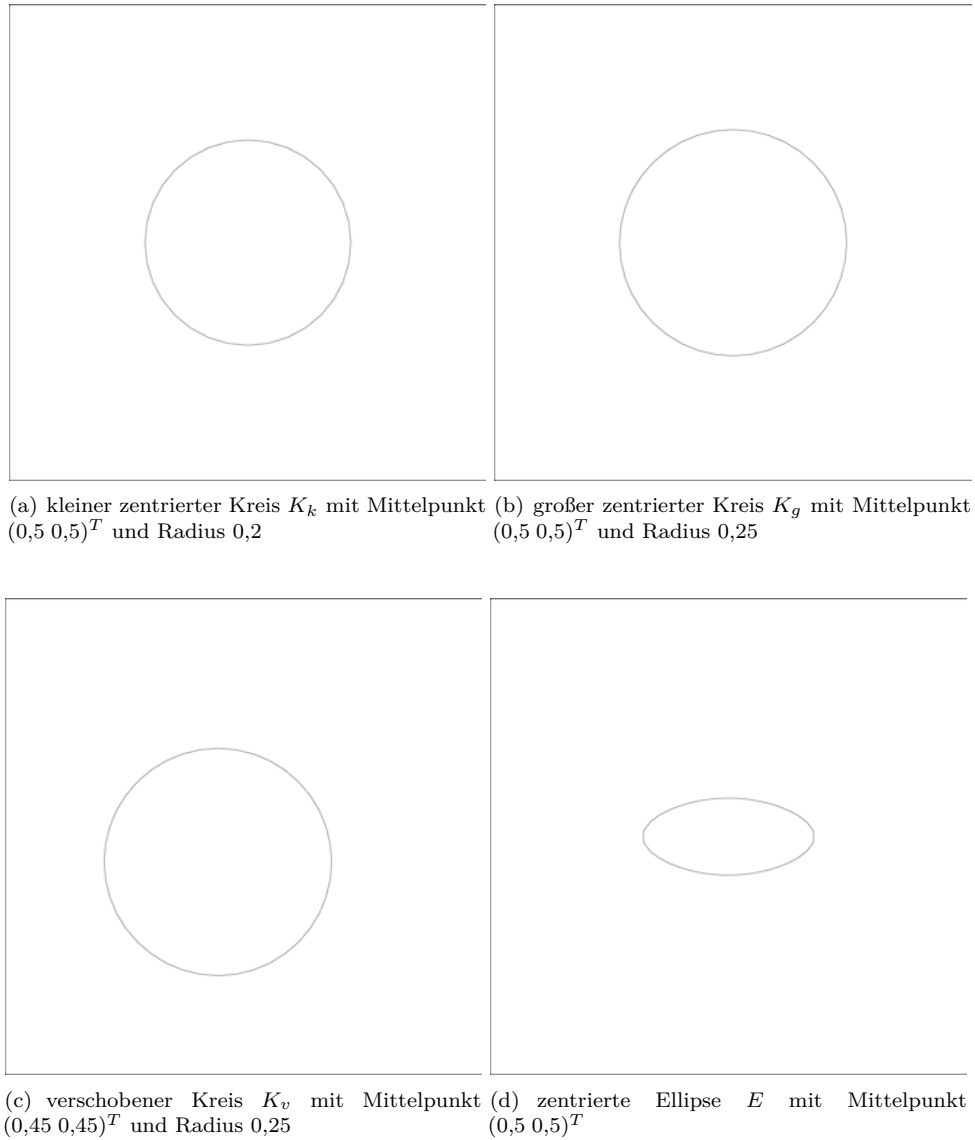 (a) kleiner zentrierter Kreis K_k mit Mittelpunkt
(0,5 0,5)^T und Radius 0,2
(b) großer zentrierter Kreis K_g mit Mittelpunkt
(0,5 0,5)^T und Radius 0,25
(c) verschobener Kreis K_v mit Mittelpunkt
(0,45 0,45)^T und Radius 0,25
(d) zentrierte Ellipse E mit Mittelpunkt
(0,5 0,5)^T